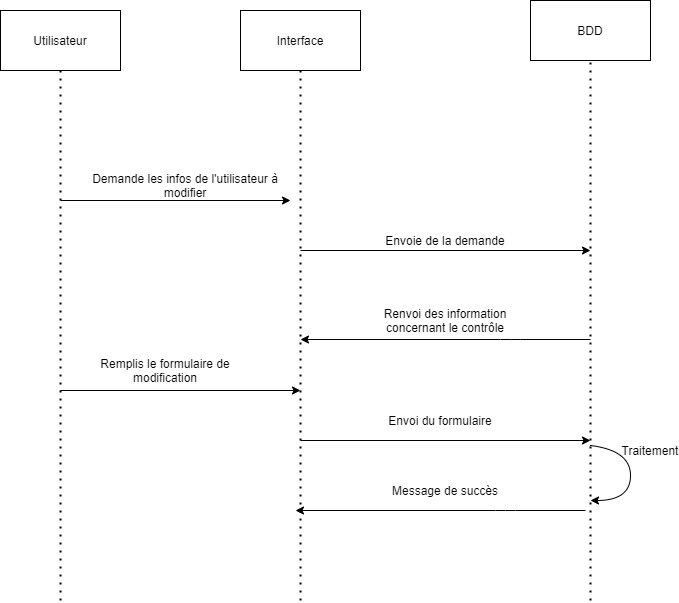 Utilisateur
Interface
BDD
Demande les infos de l'utilisateur à
modifier
Envoie de la demande
Renvoi des information
concernant le contrôle
Remplis le formulaire de
modification
Envoi du formulaire
Traitement
Message de succès